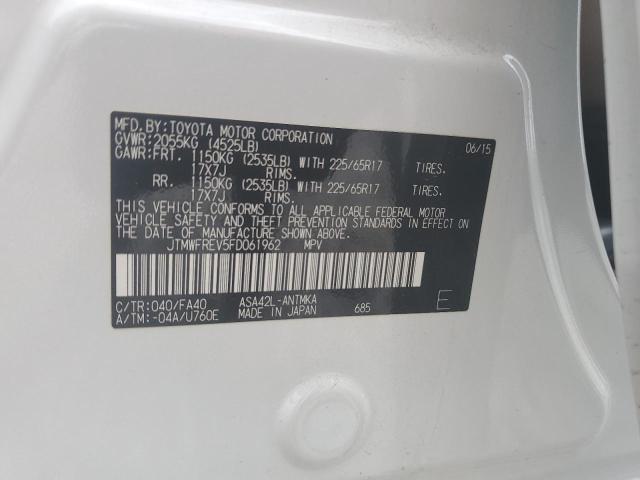 MFD.BY:TOYOTA MOTOR CORPORATION 06/15
GVWR:2055KG (4525LB)
GAWR:FRT. 1150KG (2535LB) WITH 225/65R17 TIRES.
17X7J RIMS.
RR. 1150KG (2535LB) WITH 225/65R17 TIRES.
17X7J RIMS.
THIS VEHICLE CONFORMS TO ALL APPLICABLE FEDERAL MOTOR
VEHICLE SAFETY AND THEFT PREVENTION STANDARDS IN EFFECT ON
THE DATE OF MANUFACTURE SHOWN ABOVE.
JTMWFREV5FD061962 MPV
C/TR:040/FA40 ASA42L-ANTMKA
A/TM:-04A/U760E MADE IN JAPAN 685 E